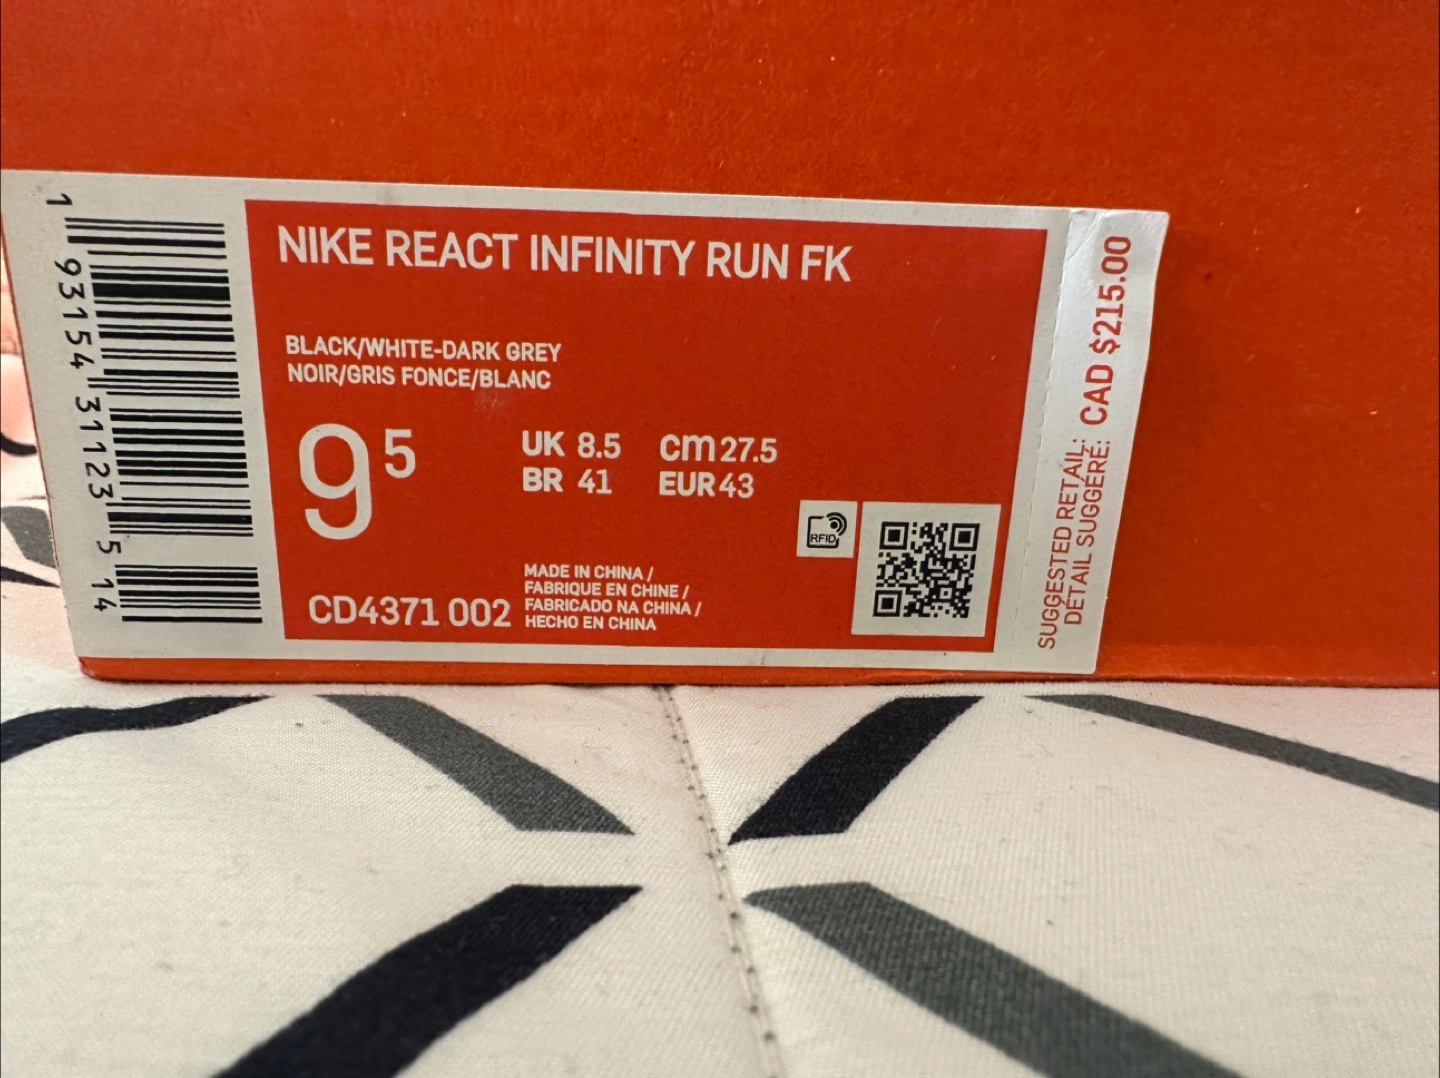 NIKE REACT INFINITY RUN FK
BLACK/WHITE-DARK GREY
NOIR/GRIS FONCE/BLANC
9 5
UK 8.5 cm 27.5
BR 41 EUR 43
RFID
CD4371 002
MADE IN CHINA /
FABRIQUE EN CHINE /
FABRICADO NA CHINA /
HECHO EN CHINA
1 93154 31123 5 14
SUGGESTED RETAIL:
DÉTAIL SUGGÉRÉ: CAD $215.00